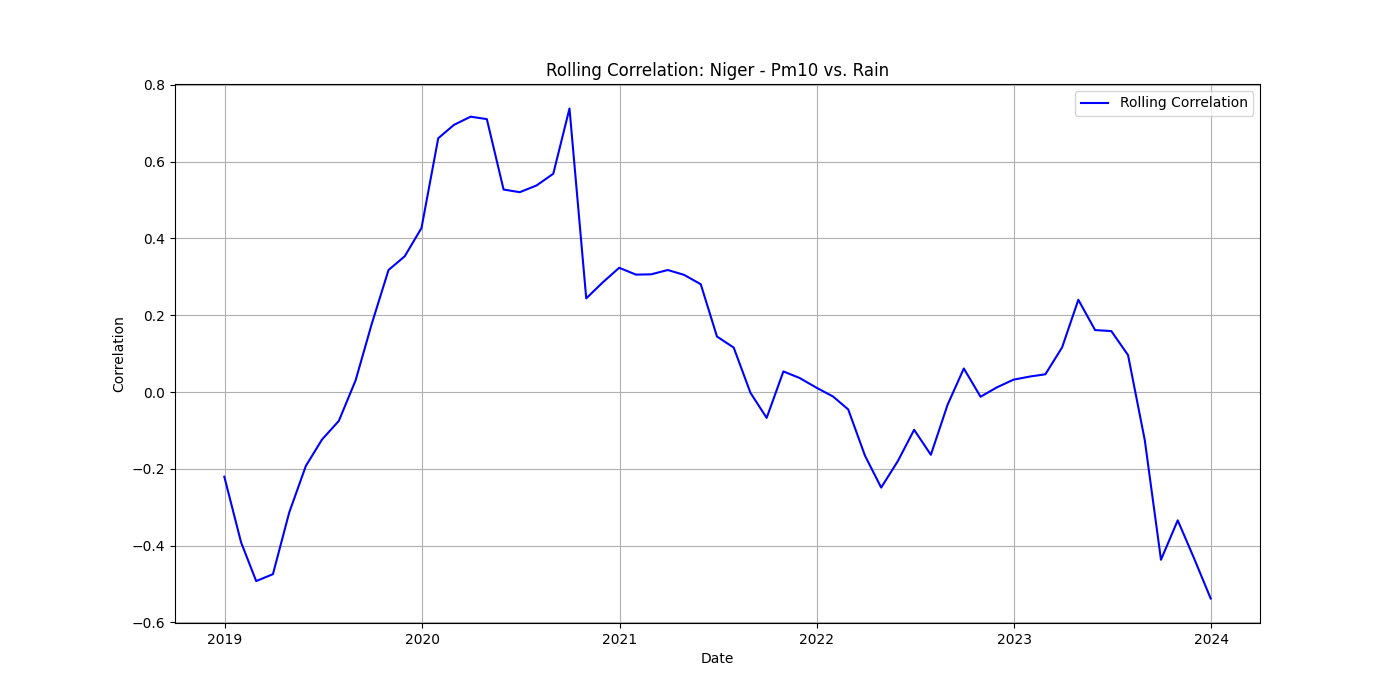 Rolling Correlation: Niger - Pm10 vs. Rain
Rolling Correlation
0.8
0.6
0.4
0.2
0.0
−0.2
−0.4
−0.6
Correlation
2019 2020 2021 2022 2023 2024
Date